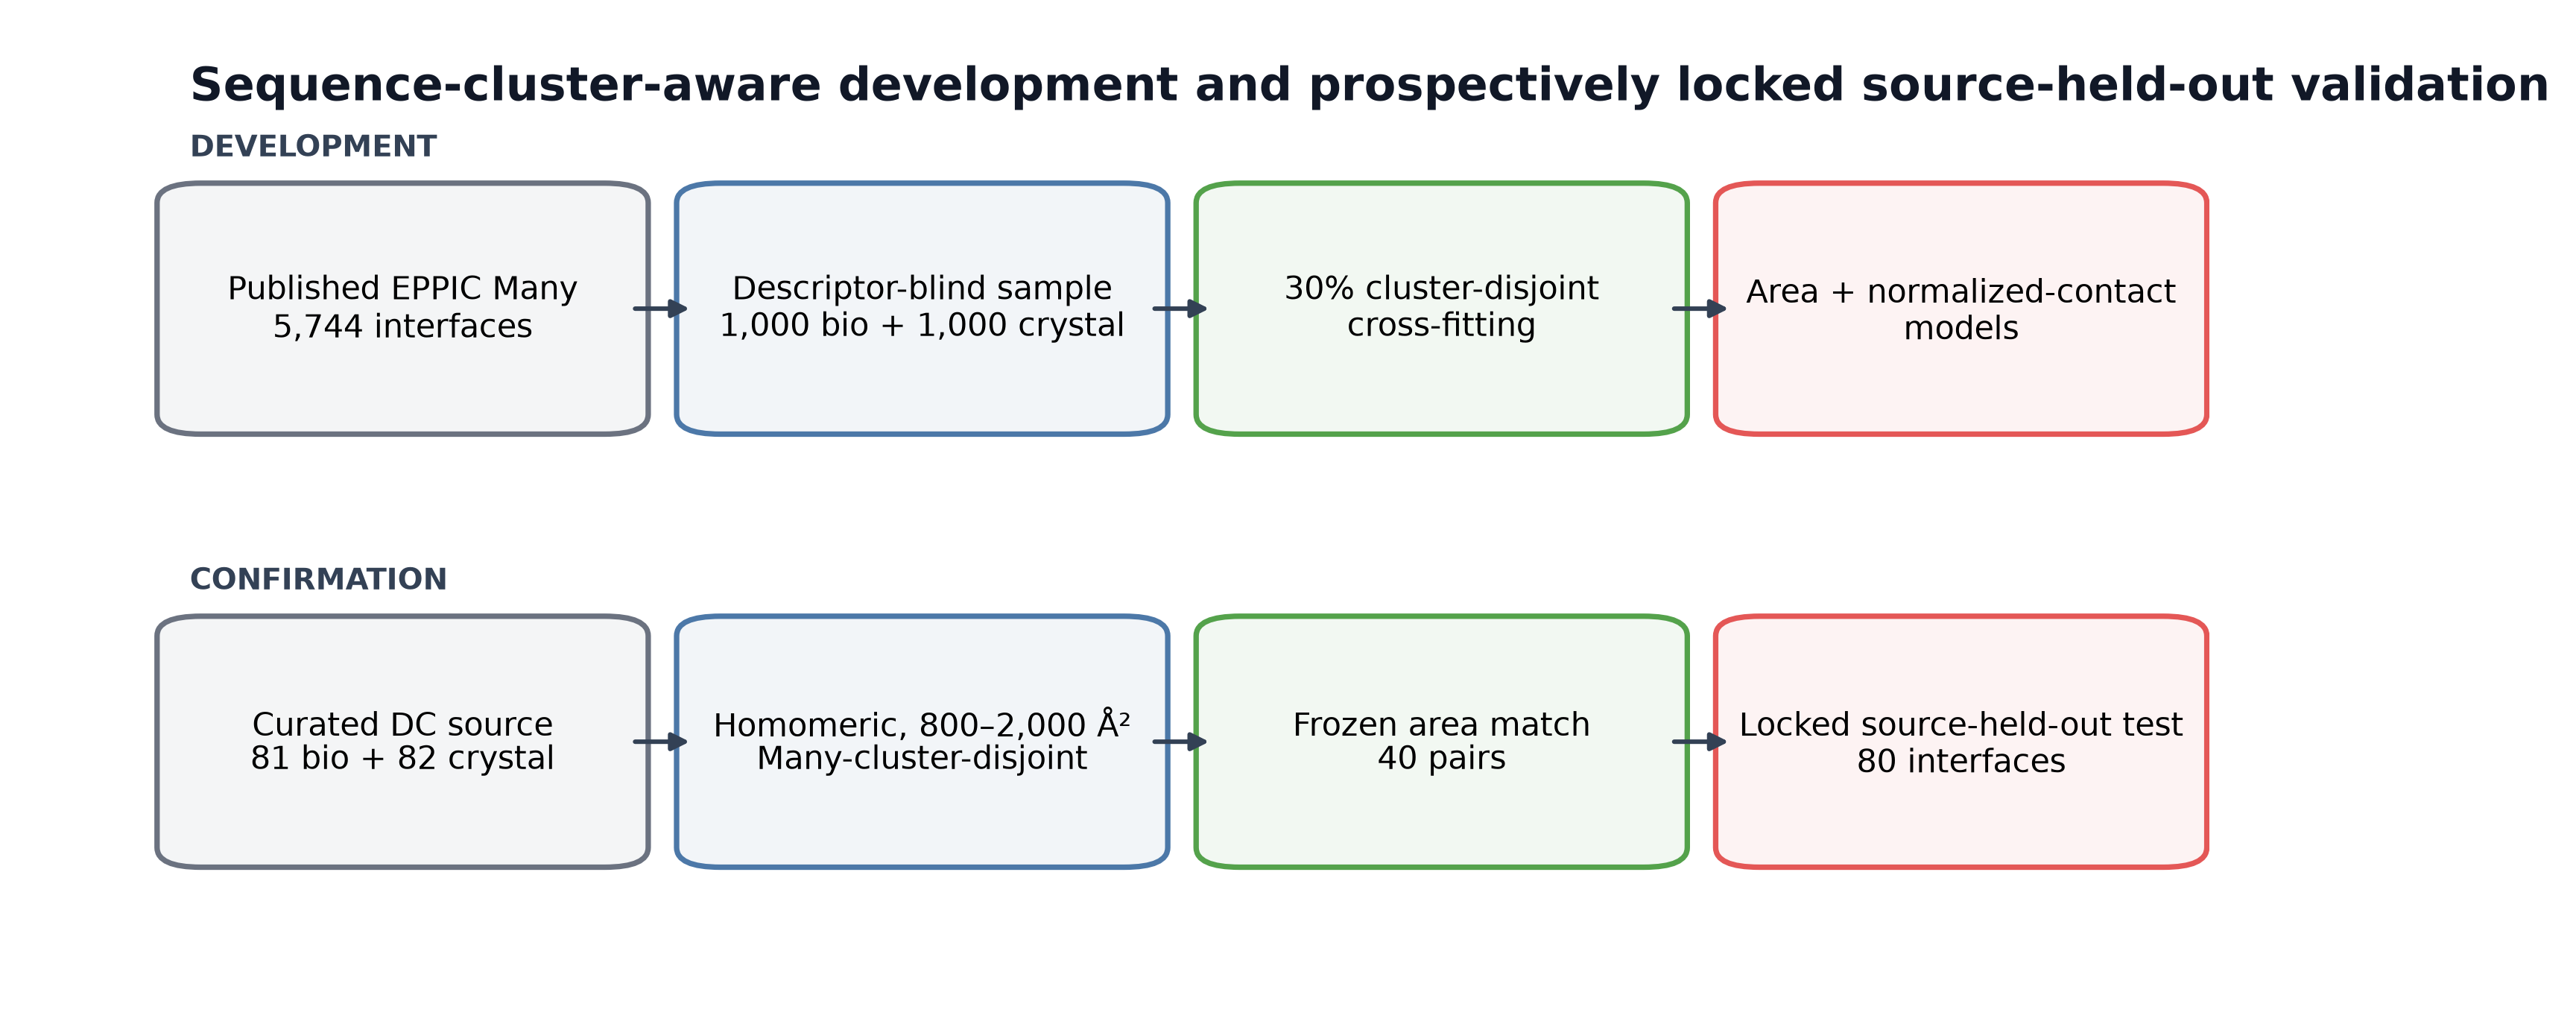 Sequence-cluster-aware development and prospectively locked source-held-out validation
DEVELOPMENT
Published EPPIC Many
5,744 interfaces
Descriptor-blind sample
1,000 bio + 1,000 crystal
30% cluster-disjoint
cross-fitting
Area + normalized-contact
models
CONFIRMATION
Curated DC source
81 bio + 82 crystal
Homomeric, 800–2,000 Å²
Many-cluster-disjoint
Frozen area match
40 pairs
Locked source-held-out test
80 interfaces